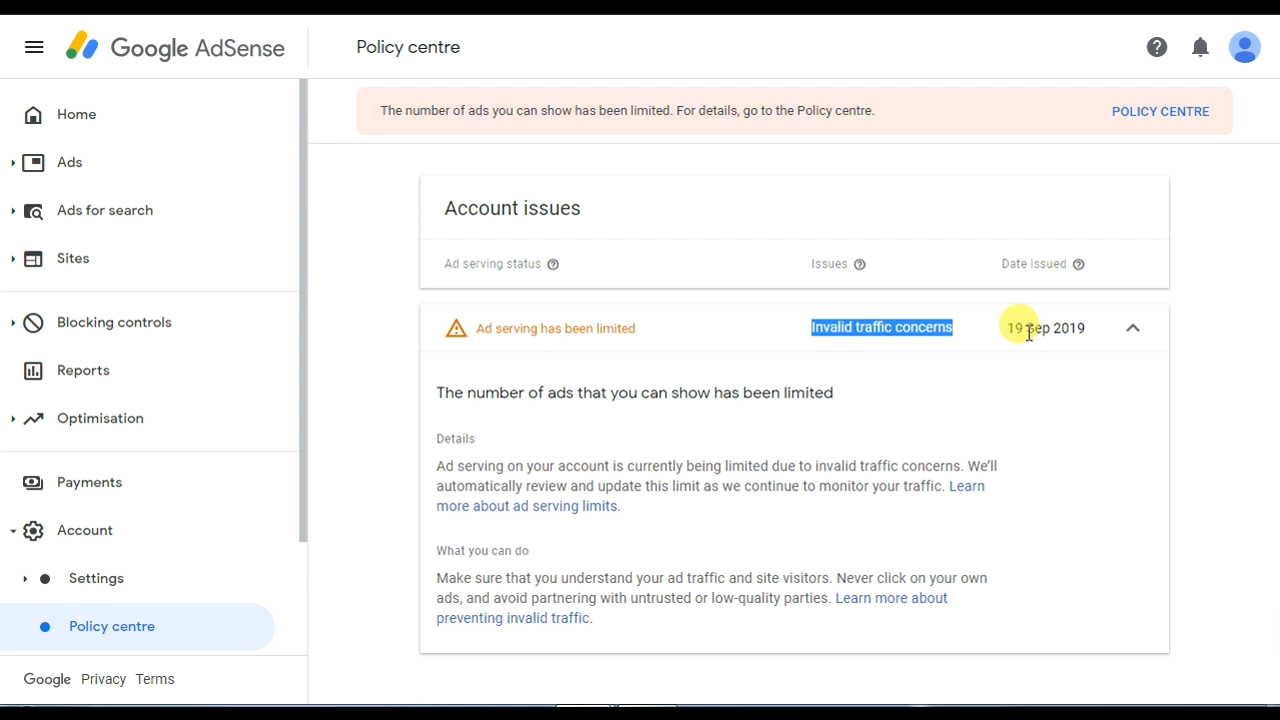 Google AdSense
Policy centre
The number of ads you can show has been limited. For details, go to the Policy centre.
POLICY CENTRE
Home
Ads
Ads for search
Sites
Blocking controls
Reports
Optimisation
Payments
Account
Settings
Policy centre
Google Privacy Terms
Account issues
Ad serving status
Issues
Date issued
Ad serving has been limited
Invalid traffic concerns
19 Sep 2019
The number of ads that you can show has been limited
Details
Ad serving on your account is currently being limited due to invalid traffic concerns. We'll
automatically review and update this limit as we continue to monitor your traffic. Learn
more about ad serving limits.
What you can do
Make sure that you understand your ad traffic and site visitors. Never click on your own
ads, and avoid partnering with untrusted or low-quality parties. Learn more about
preventing invalid traffic.